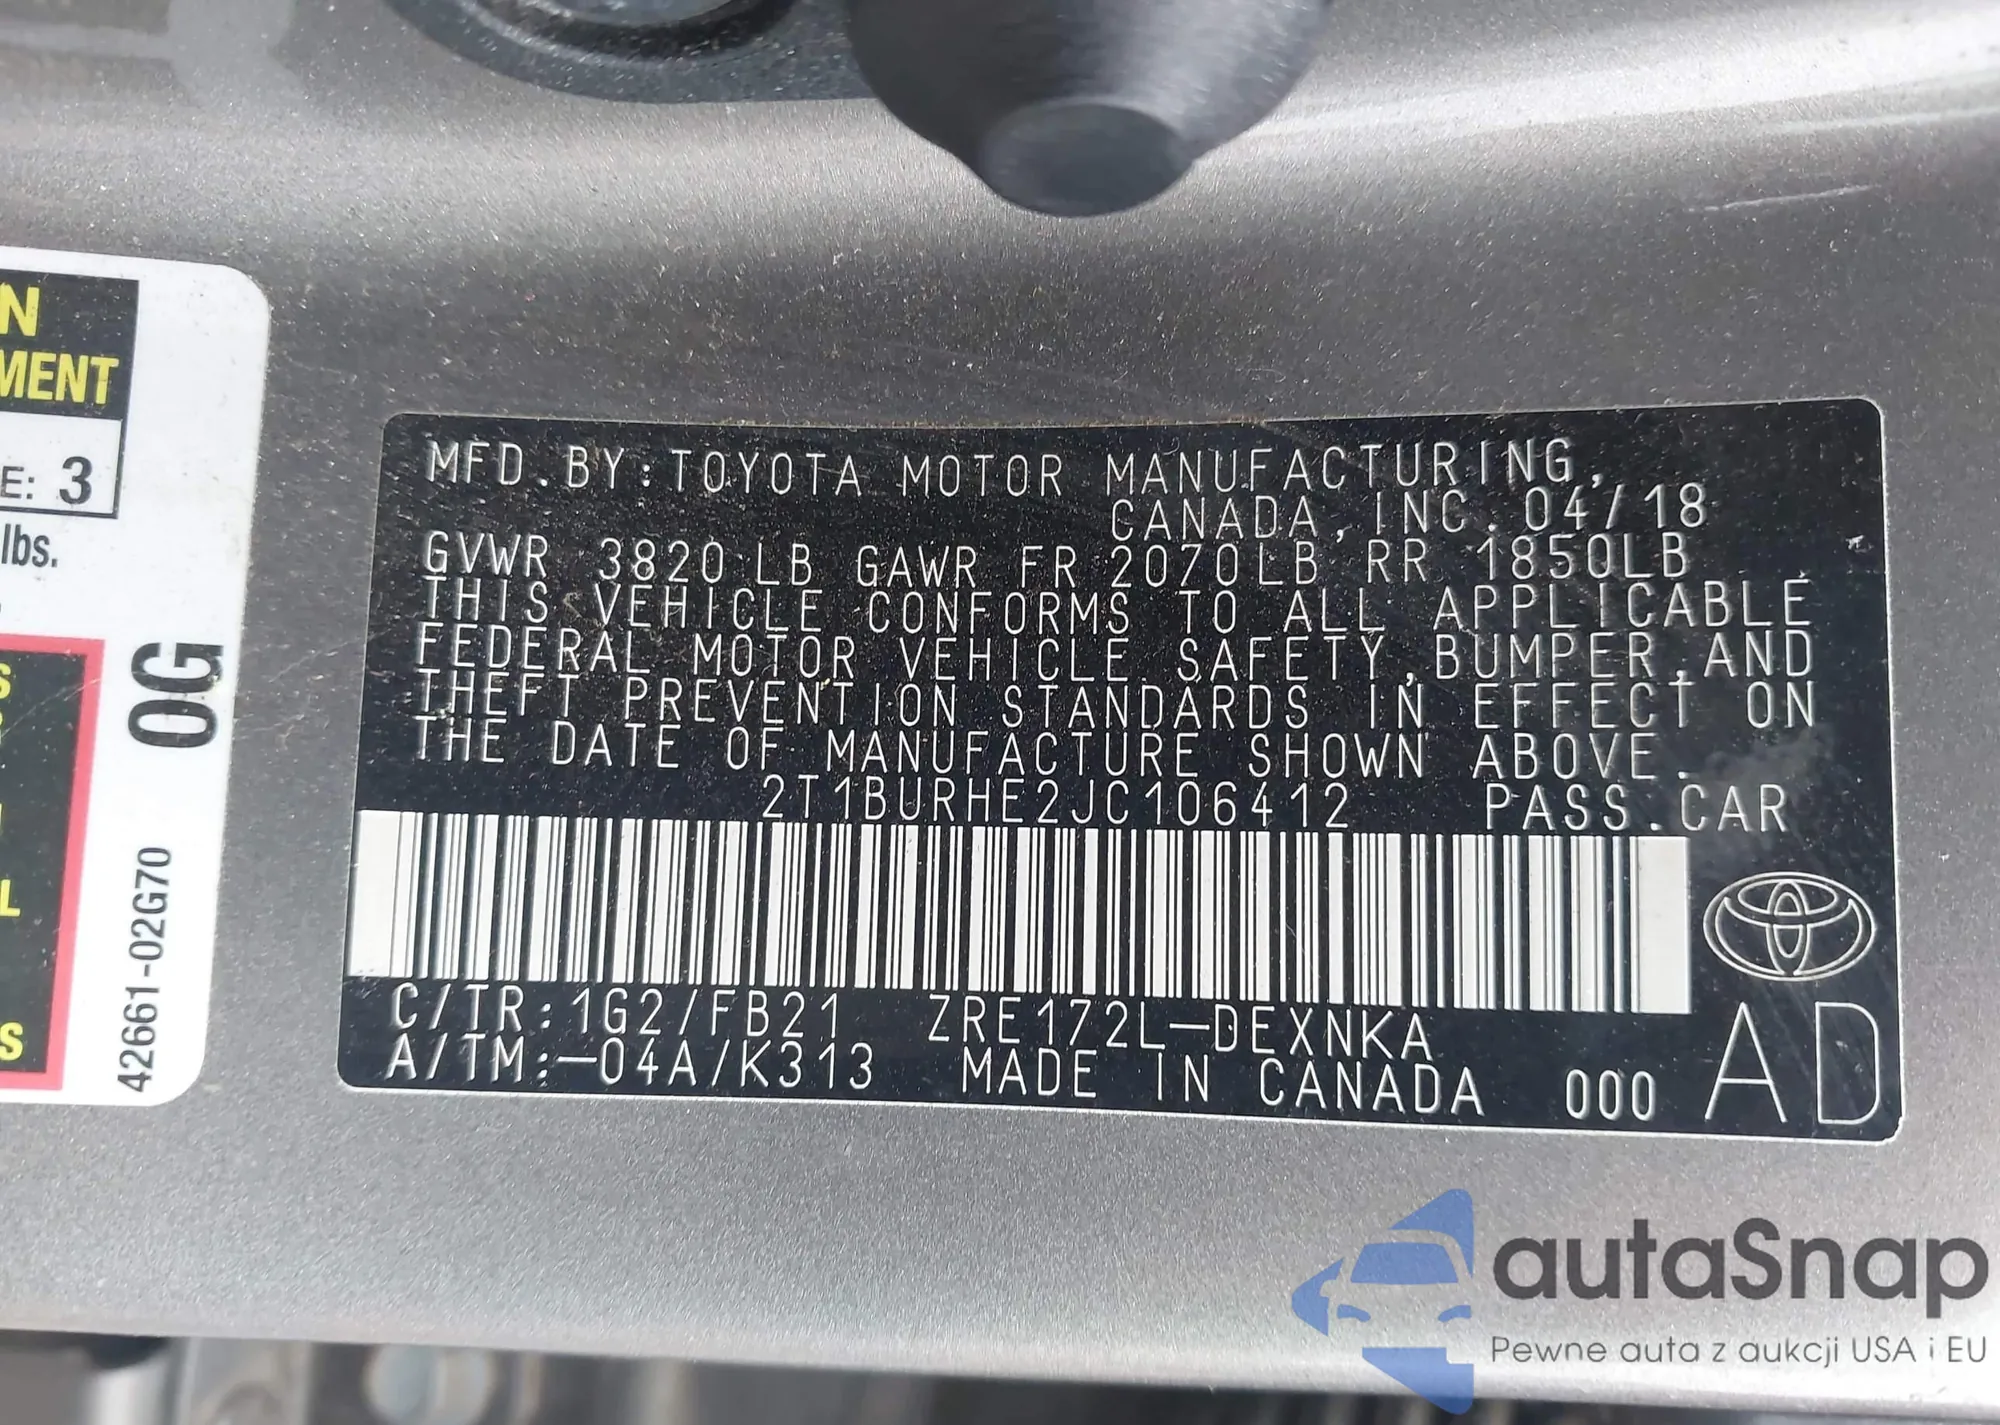 N
MENT
E: 3
lbs.
0G
42661-02G70
S
L
S
MFD. BY: TOYOTA MOTOR MANUFACTURING,
CANADA, INC. 04/18
GVWR 3820 LB GAWR FR 2070LB RR 1850LB
THIS VEHICLE CONFORMS TO ALL APPLICABLE
FEDERAL MOTOR VEHICLE SAFETY, BUMPER, AND
THEFT PREVENTION STANDARDS IN EFFECT ON
THE DATE OF MANUFACTURE SHOWN ABOVE.
2T1BURHE2JC106412 PASS. CAR
C/TR: 1G2/FB21 ZRE172L-DEXNKA
A/TM: -04A/K313 MADE IN CANADA 000
AD
autaSnap
Pewne auta z aukcji USA i EU